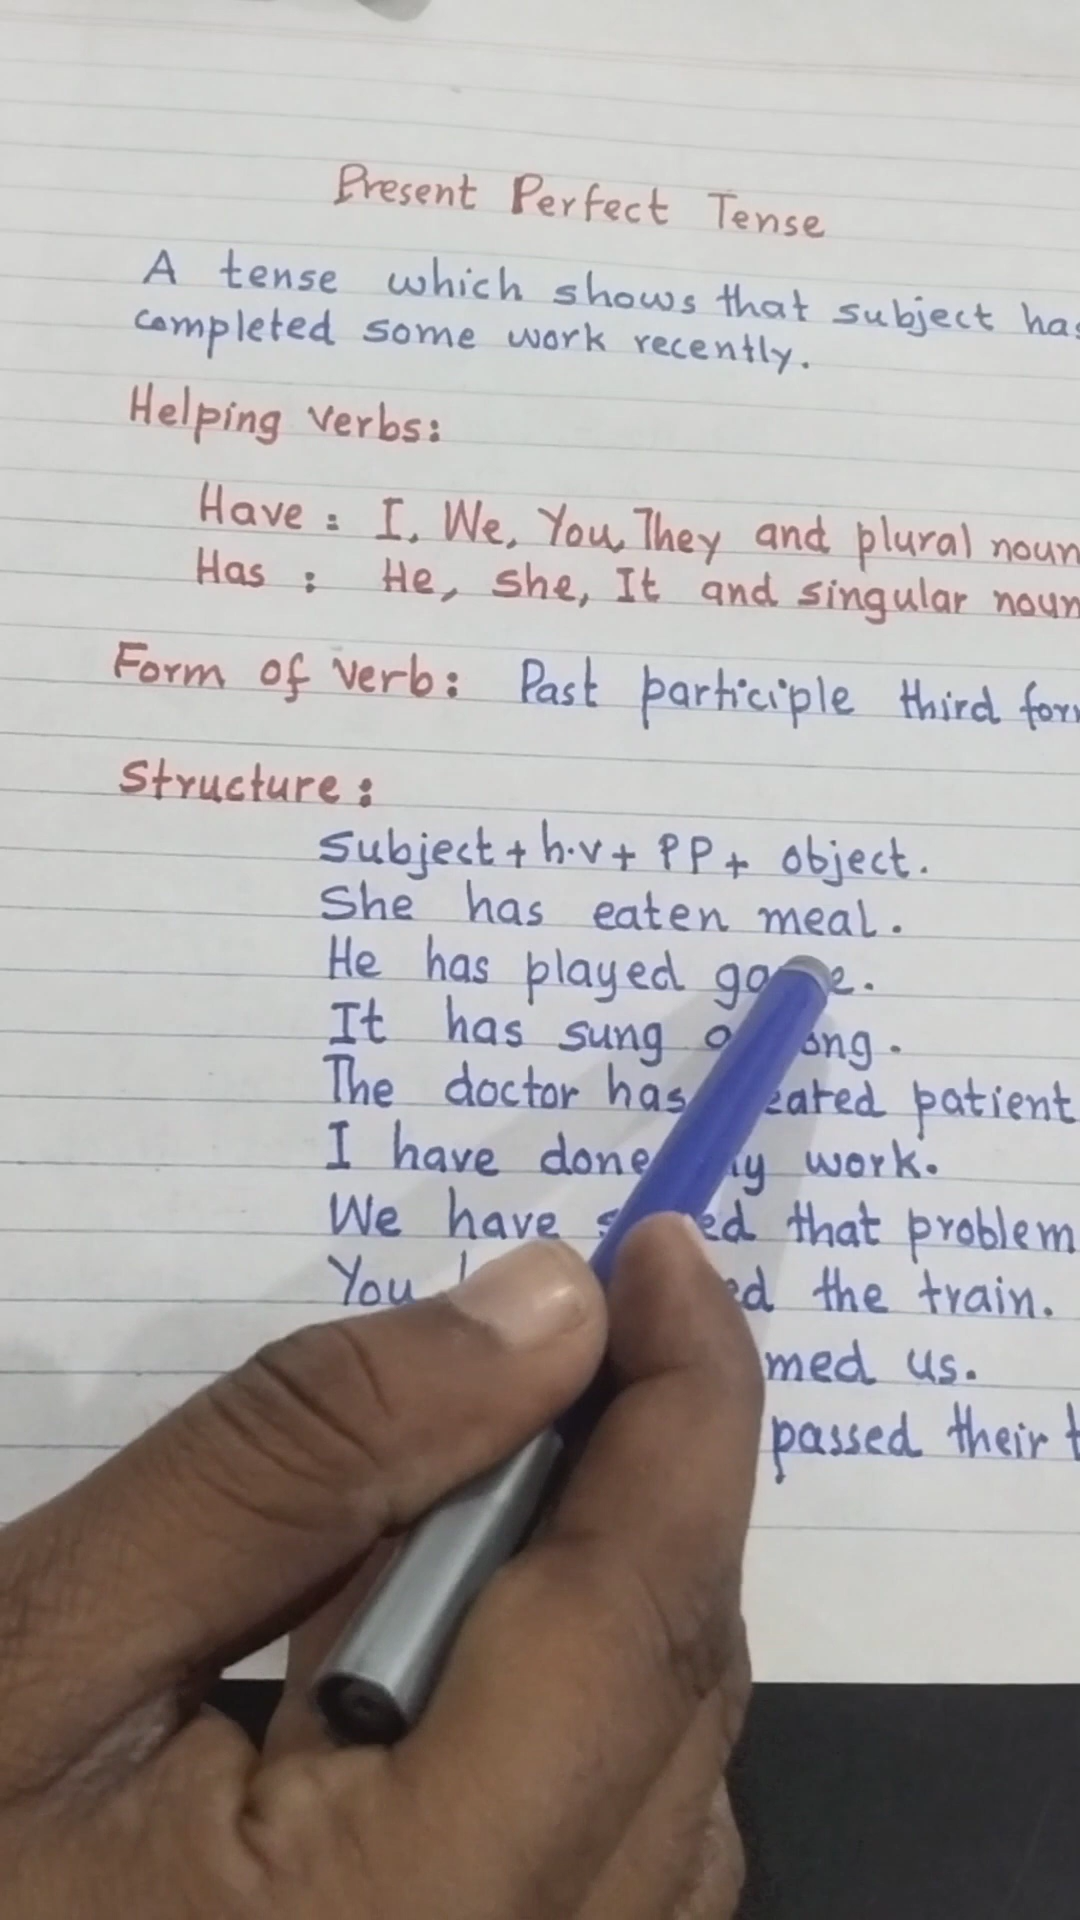 Present Perfect Tense
A tense which shows that subject has
completed some work recently.
Helping verbs:
Have : I, We, You, They and plural noun
Has : He, she, It and singular noun
Form of verb: Past participle third
Structure:
Subject + h.v + PP + object.
She has eaten meal.
He has played
It has sung
The doctor has patient
I have done work.
We have that problem
You the train.
us.
passed their